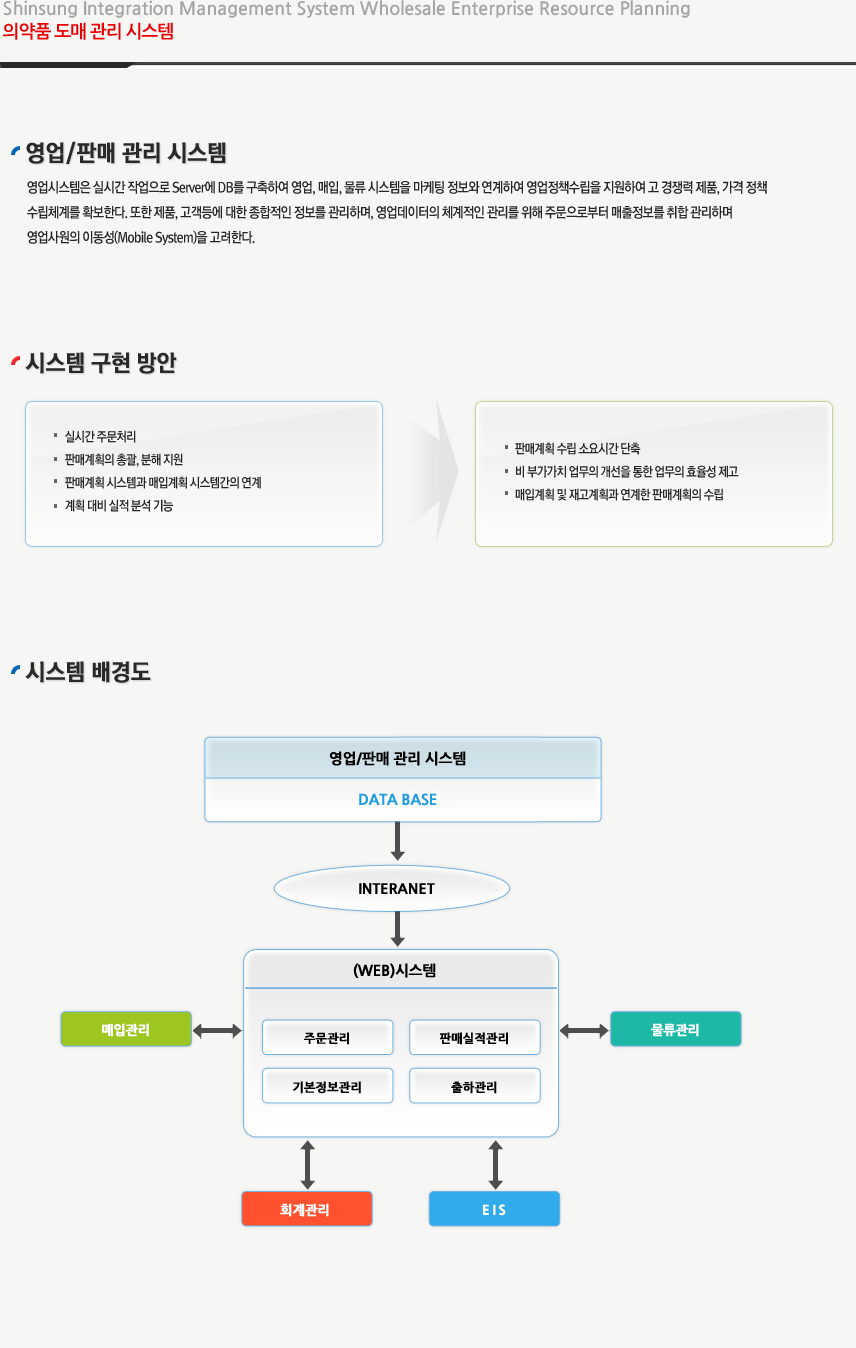 Shinsung Integration Management System Wholesale Enterprise Resource Planning
의약품 도매 관리 시스템
영업/판매 관리 시스템
영업시스템은 실시간 작업으로 Server에 DB를 구축하여 영업, 매입, 물류 시스템을 마케팅 정보와 연계하여 영업정책수립을 지원하여 고 경쟁력 제품, 가격 정책
수립체계를 확보한다. 또한 제품, 고객등에 대한 종합적인 정보를 관리하며, 영업데이터의 체계적인 관리를 위해 주문으로부터 매출정보를 취합 관리하며
영업사원의 이동성(Mobile System)을 고려한다.
시스템 구현 방안
실시간 주문처리
판매계획의 총괄, 분해 지원
판매계획 시스템과 매입계획 시스템간의 연계
계획 대비 실적 분석 기능
판매계획 수립 소요시간 단축
비 부가가치 업무의 개선을 통한 업무의 효율성 제고
매입계획 및 재고계획과 연계한 판매계획의 수립
시스템 배경도
영업/판매 관리 시스템
DATA BASE
INTERANET
(WEB)시스템
매입관리
주문관리
판매실적관리
물류관리
기본정보관리
출하관리
회계관리
EIS